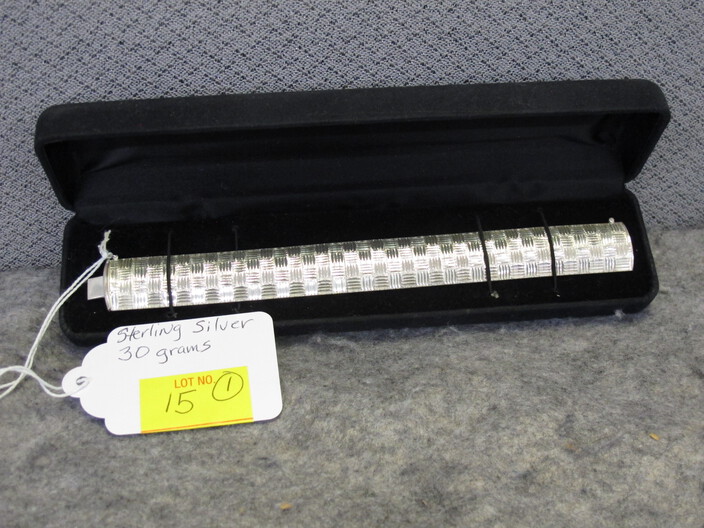 Sterling Silver
30 grams
LOT NO. 1
15